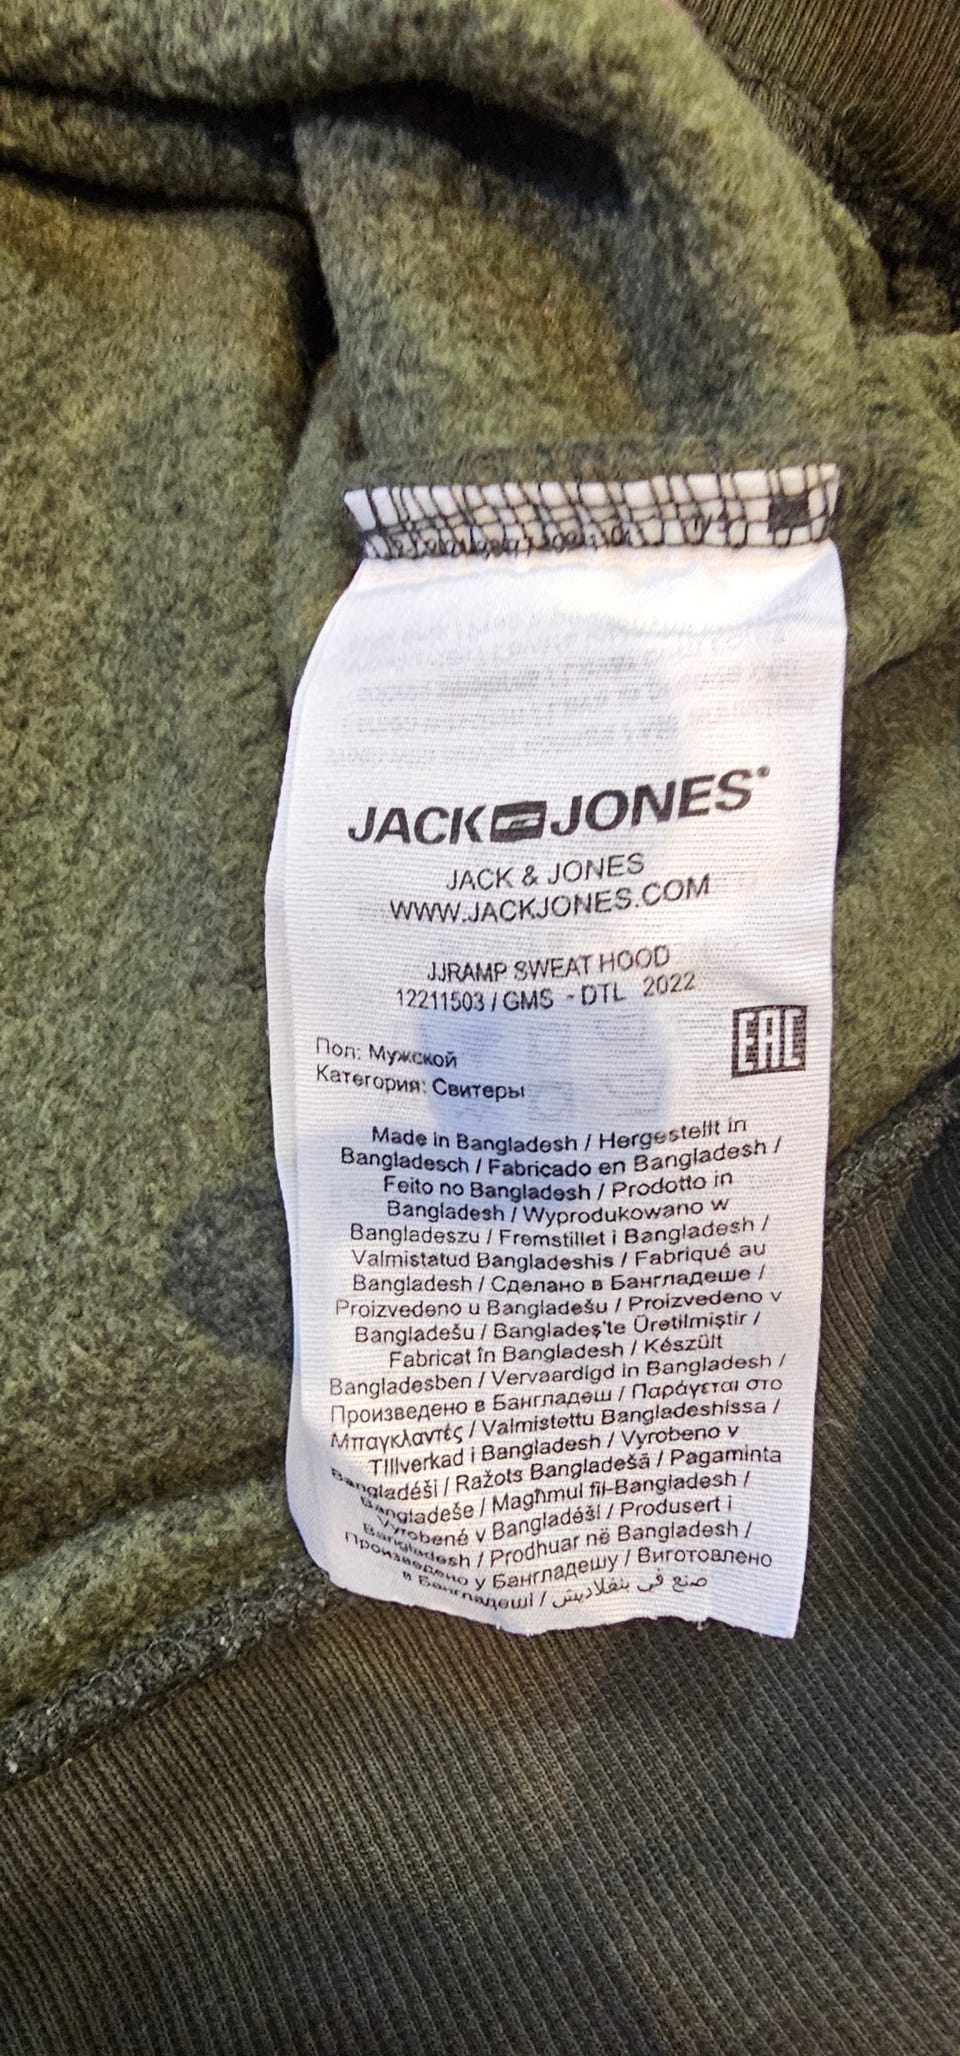 JACK JONES®
JACK & JONES
WWW.JACKJONES.COM
JJRAMP SWEAT HOOD
12211503 / GMS - DTL 2022
EAC
Пол: Мужской
Категория: Свитеры
Made in Bangladesh / Hergestellt in
Bangladesch / Fabricado en Bangladesh /
Feito no Bangladesh / Prodotto in
Bangladesh / Wyprodukowano w
Bangladeszu / Fremstillet i Bangladesh /
Valmistatud Bangladeshis / Fabriqué au
Bangladesh / Сделано в Бангладеше /
Proizvedeno u Bangladešu / Proizvedeno v
Bangladešu / Bangladeş'te Üretilmiştir /
Fabricat în Bangladesh / Készült
Bangladesben / Vervaardigd in Bangladesh /
Произведено в Бангладеш / Παράγεται στο
Μπαγκλαντές / Valmistettu Bangladeshissa /
Tillverkad i Bangladesh / Vyrobeno v
Bangladéši / Ražots Bangladešā / Pagaminta
Bangladeše / Magħmul fil-Bangladesh /
Vyrobené v Bangladéši / Produsert i
Bangladesh / Prodhuar në Bangladesh /
Произведено у Бангладешу / Виготовлено
в Бангладеші / صنع في بنغلاديش